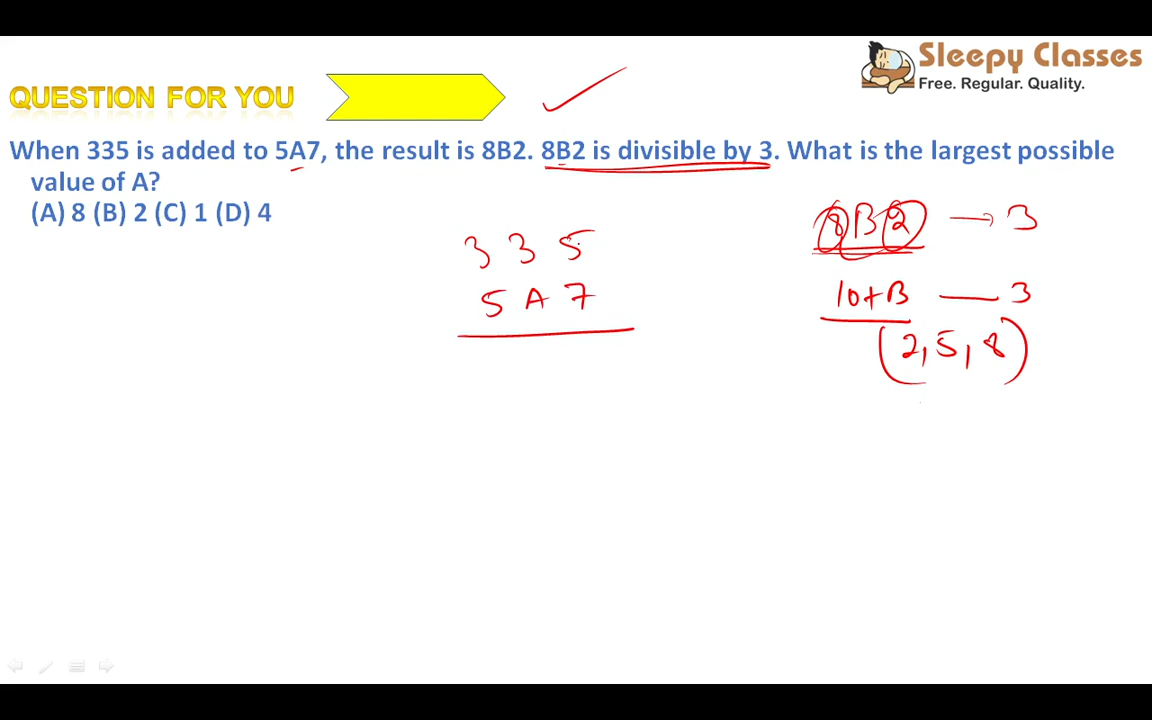 Sleepy Classes
Free. Regular. Quality.
QUESTION FOR YOU
When 335 is added to 5A7, the result is 8B2. 8B2 is divisible by 3. What is the largest possible
value of A?
(A) 8 (B) 2 (C) 1 (D) 4
8B2 → 3
3 3 5
5 A 7
10+B — 3
(2, 5, 8)